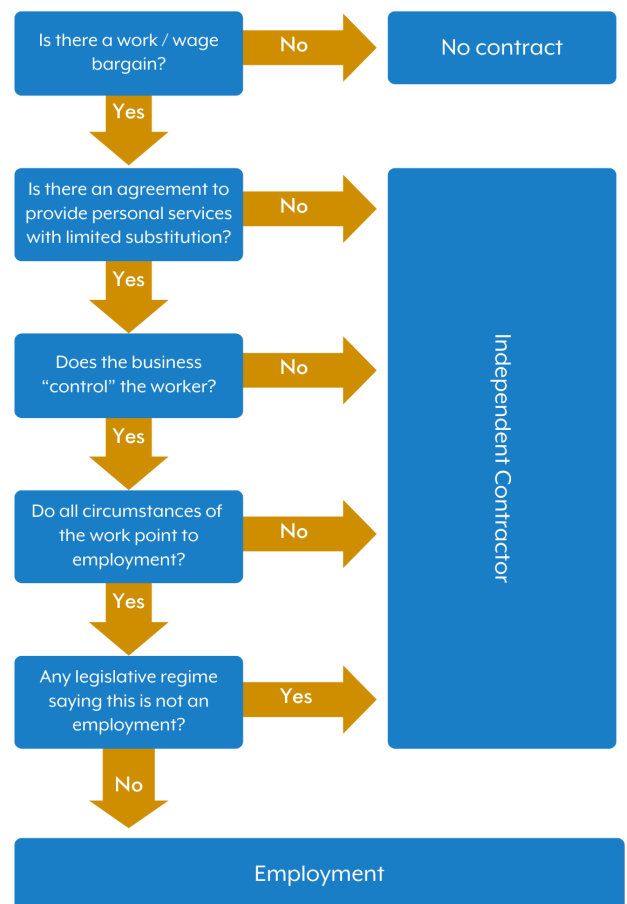 Is there a work / wage
bargain?
No
No contract
Yes
Is there an agreement to
provide personal services
with limited substitution?
No
Yes
Does the business
“control” the worker?
No
Independent Contractor
Yes
Do all circumstances of
the work point to
employment?
No
Yes
Any legislative regime
saying this is not an
employment?
Yes
No
Employment